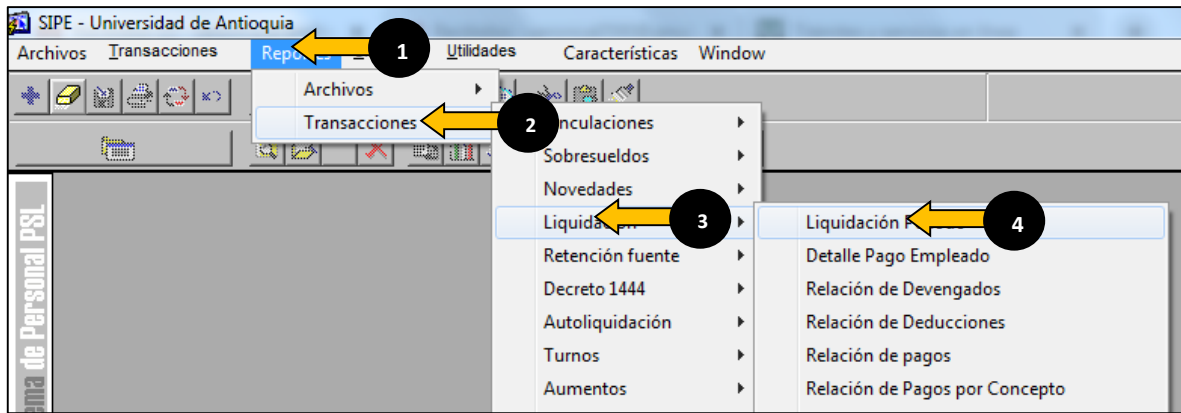 SIPE - Universidad de Antioquia
Archivos Transacciones Utilidades Características Window
1
Archivos
Transacciones
2
Sobresueldos
Novedades
3
Retención fuente
Decreto 1444
Autoliquidación
Turnos
Aumentos
Liquidación
4
Detalle Pago Empleado
Relación de Devengados
Relación de Deducciones
Relación de pagos
Relación de Pagos por Concepto
de Personal PSL